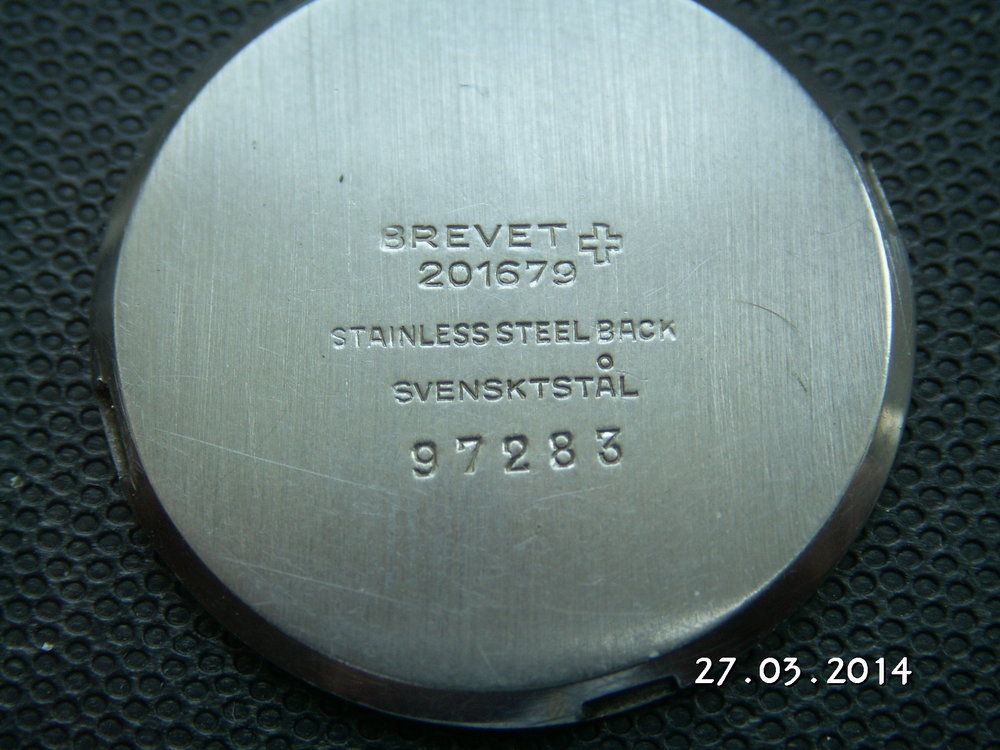 BREVET
201679
STAINLESS STEEL BACK
SVENSKTSTÅL
97283
27.03.2014